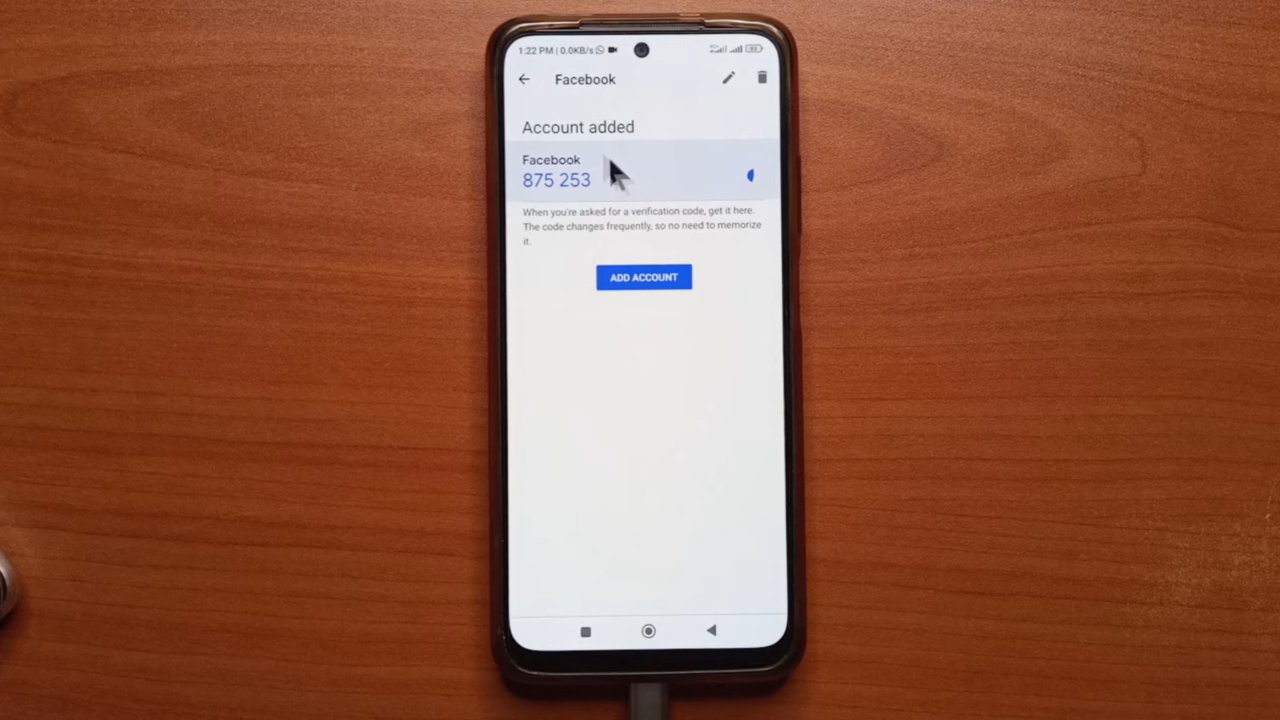 1:22 PM | 0.0KB/s
Facebook
Account added
Facebook
875 253
When you're asked for a verification code, get it here.
The code changes frequently, so no need to memorize
it.
ADD ACCOUNT